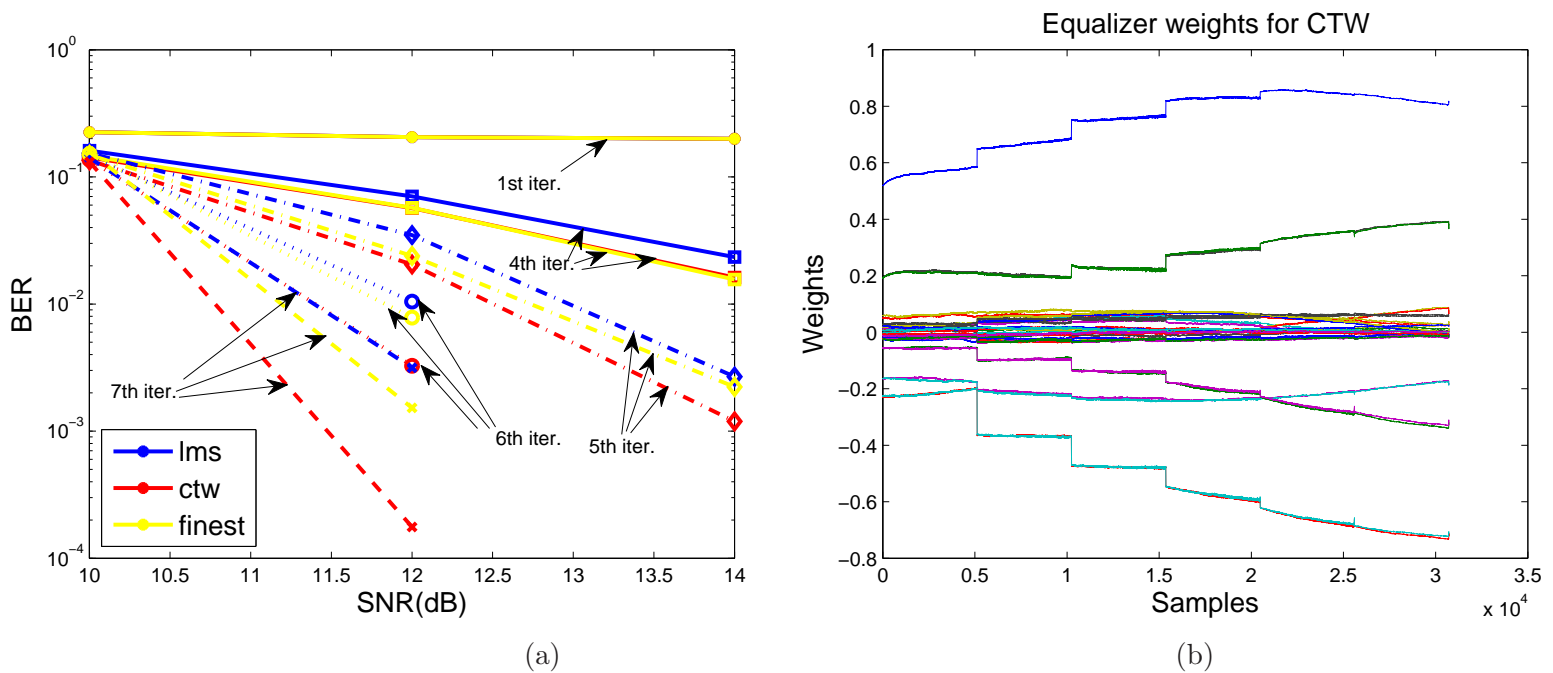 10^0
10^−1
10^−2
10^−3
10^−4
BER
10
10.5
11
11.5
12
12.5
13
13.5
14
SNR(dB)
1st iter.
4th iter.
5th iter.
6th iter.
7th iter.
lms
ctw
finest
(a)
Equalizer weights for CTW
1
0.8
0.6
0.4
0.2
0
−0.2
−0.4
−0.6
−0.8
Weights
0
0.5
1
1.5
2
2.5
3
3.5
x 10^4
Samples
(b)